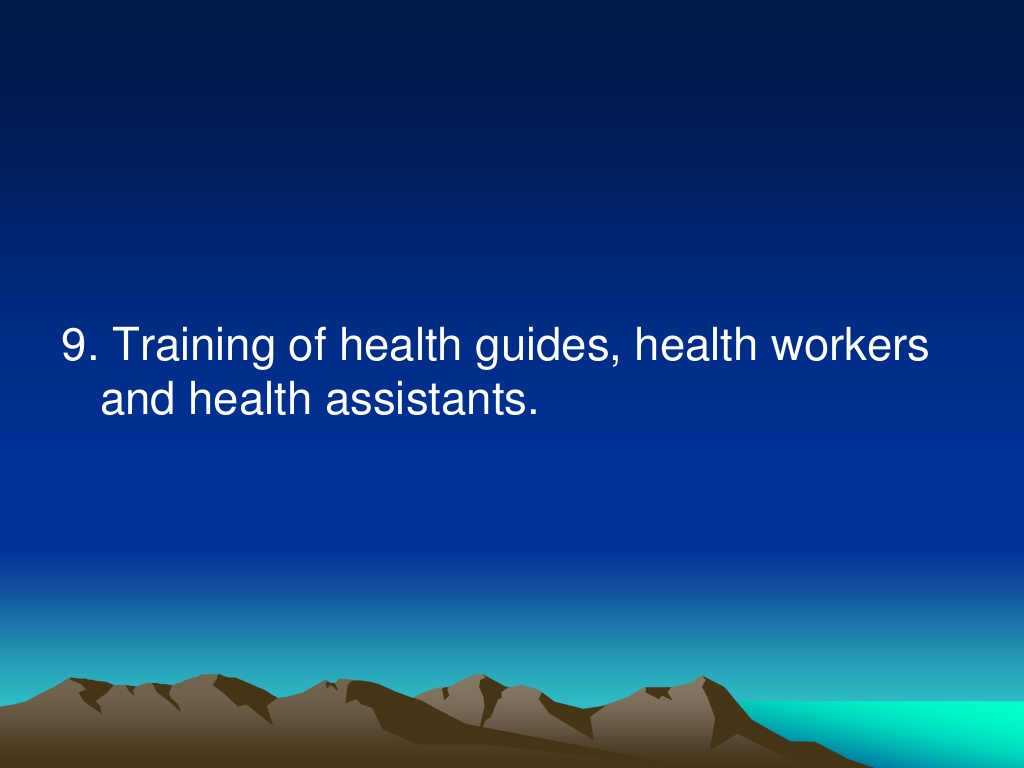 9. Training of health guides, health workers
and health assistants.